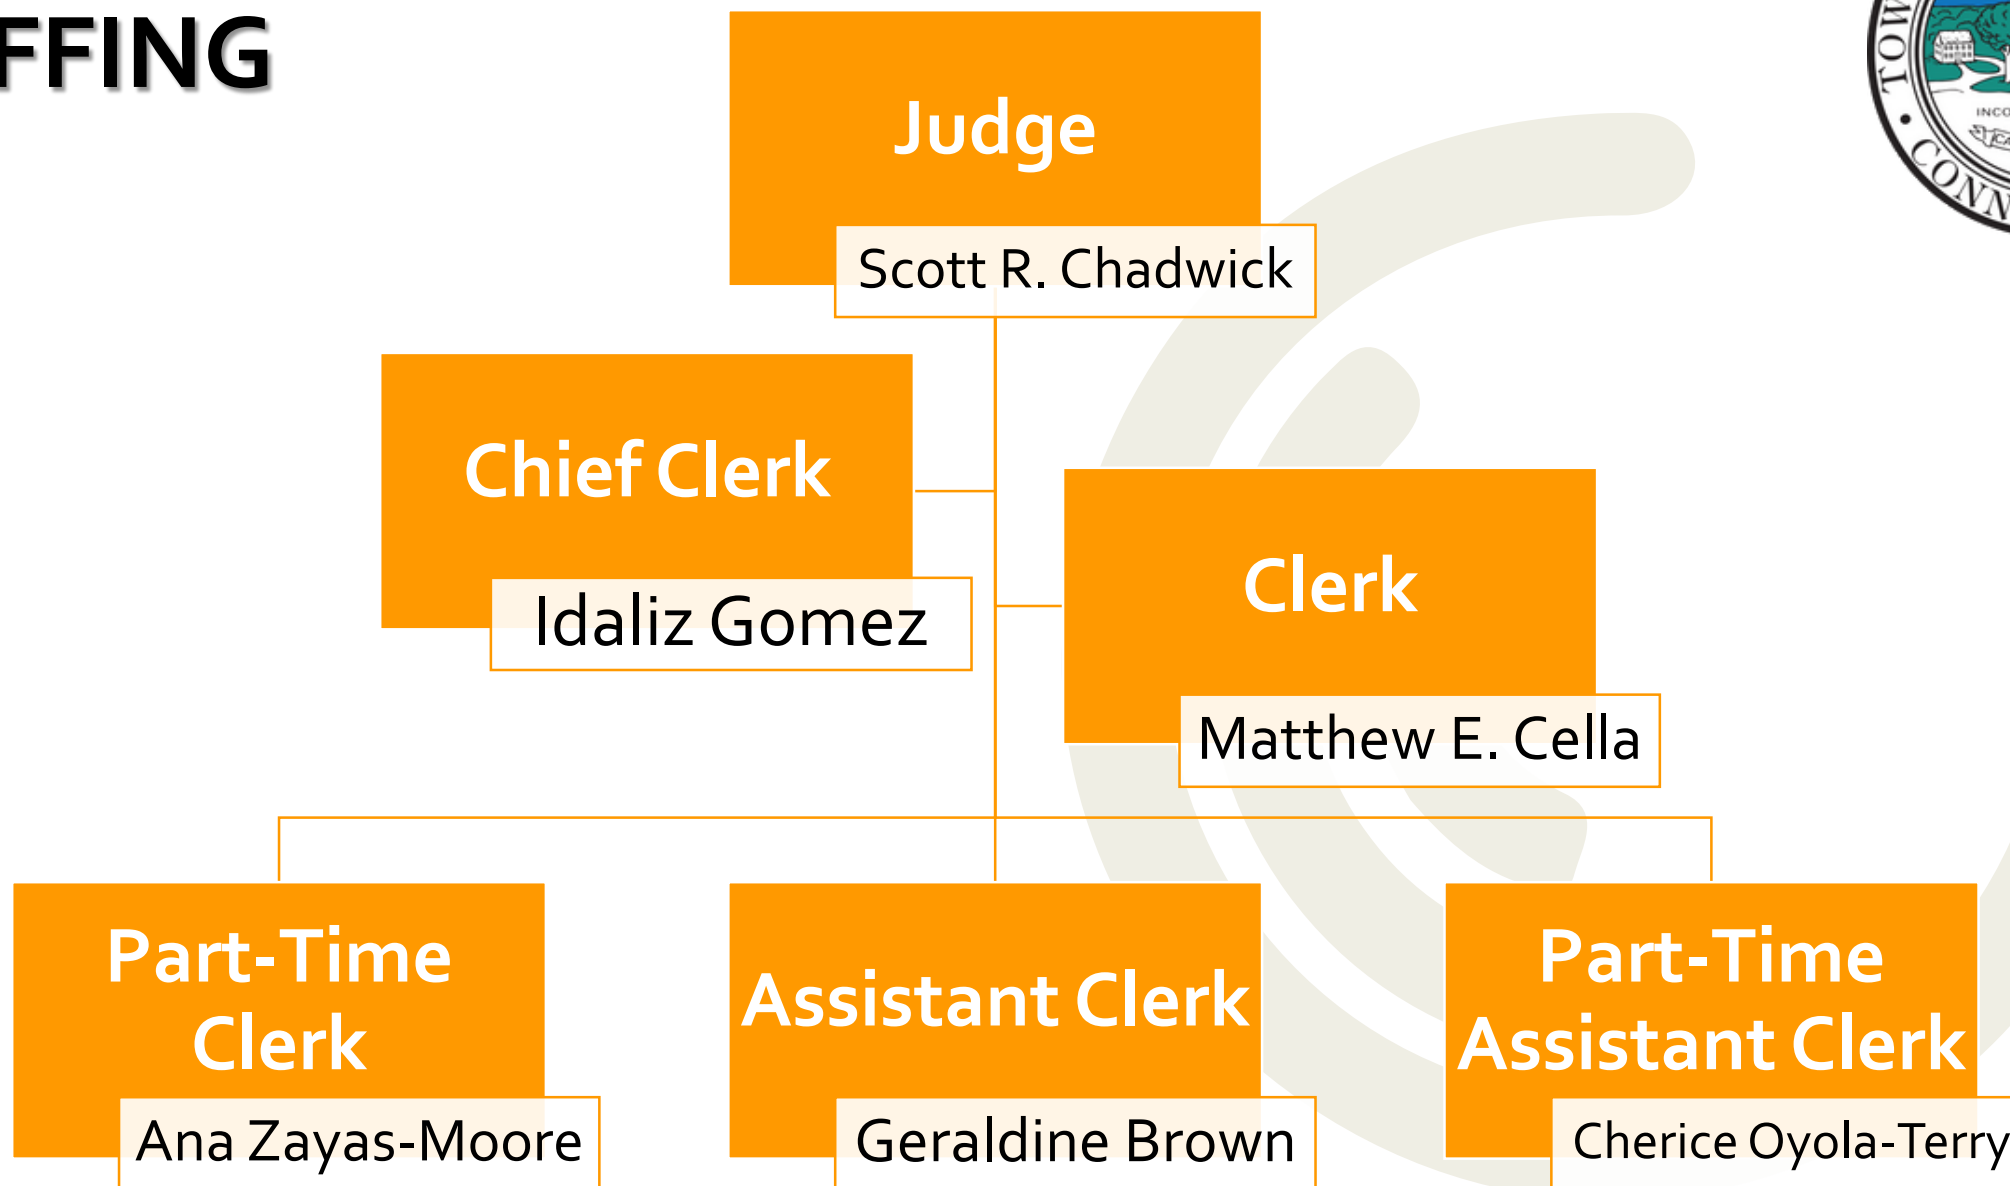 FFING
Judge
Scott R. Chadwick
Chief Clerk
Idaliz Gomez
Clerk
Matthew E. Cella
Part-Time
Clerk
Ana Zayas-Moore
Assistant Clerk
Geraldine Brown
Part-Time
Assistant Clerk
Cherice Oyola-Terry